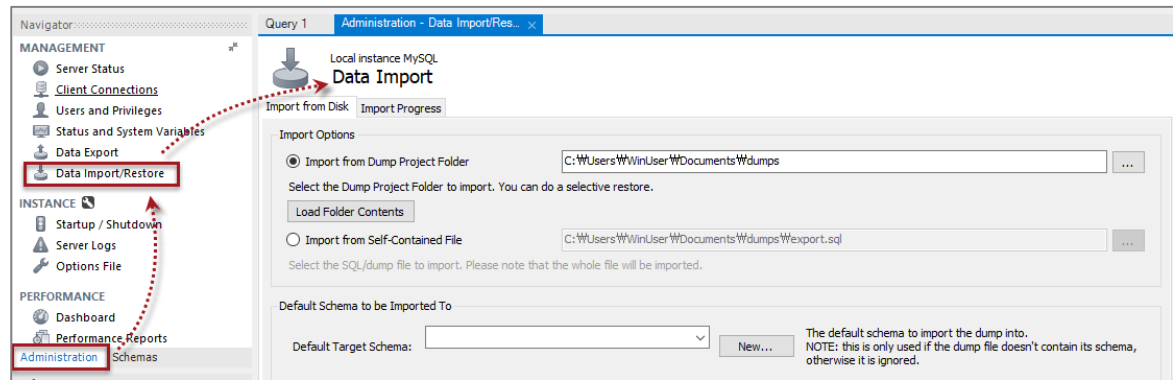 Navigator
Query 1
Administration - Data Import/Res...
MANAGEMENT
Server Status
Client Connections
Users and Privileges
Status and System Variables
Data Export
Data Import/Restore
INSTANCE
Startup / Shutdown
Server Logs
Options File
PERFORMANCE
Dashboard
Performance Reports
Administration Schemas
Local instance MySQL
Data Import
Import from Disk Import Progress
Import Options
Import from Dump Project Folder C:₩Users₩WinUser₩Documents₩dumps ...
Select the Dump Project Folder to import. You can do a selective restore.
Load Folder Contents
Import from Self-Contained File C:₩Users₩WinUser₩Documents₩dumps₩export.sql ...
Select the SQL/dump file to import. Please note that the whole file will be imported.
Default Schema to be Imported To
Default Target Schema: New...
The default schema to import the dump into.
NOTE: this is only used if the dump file doesn't contain its schema,
otherwise it is ignored.